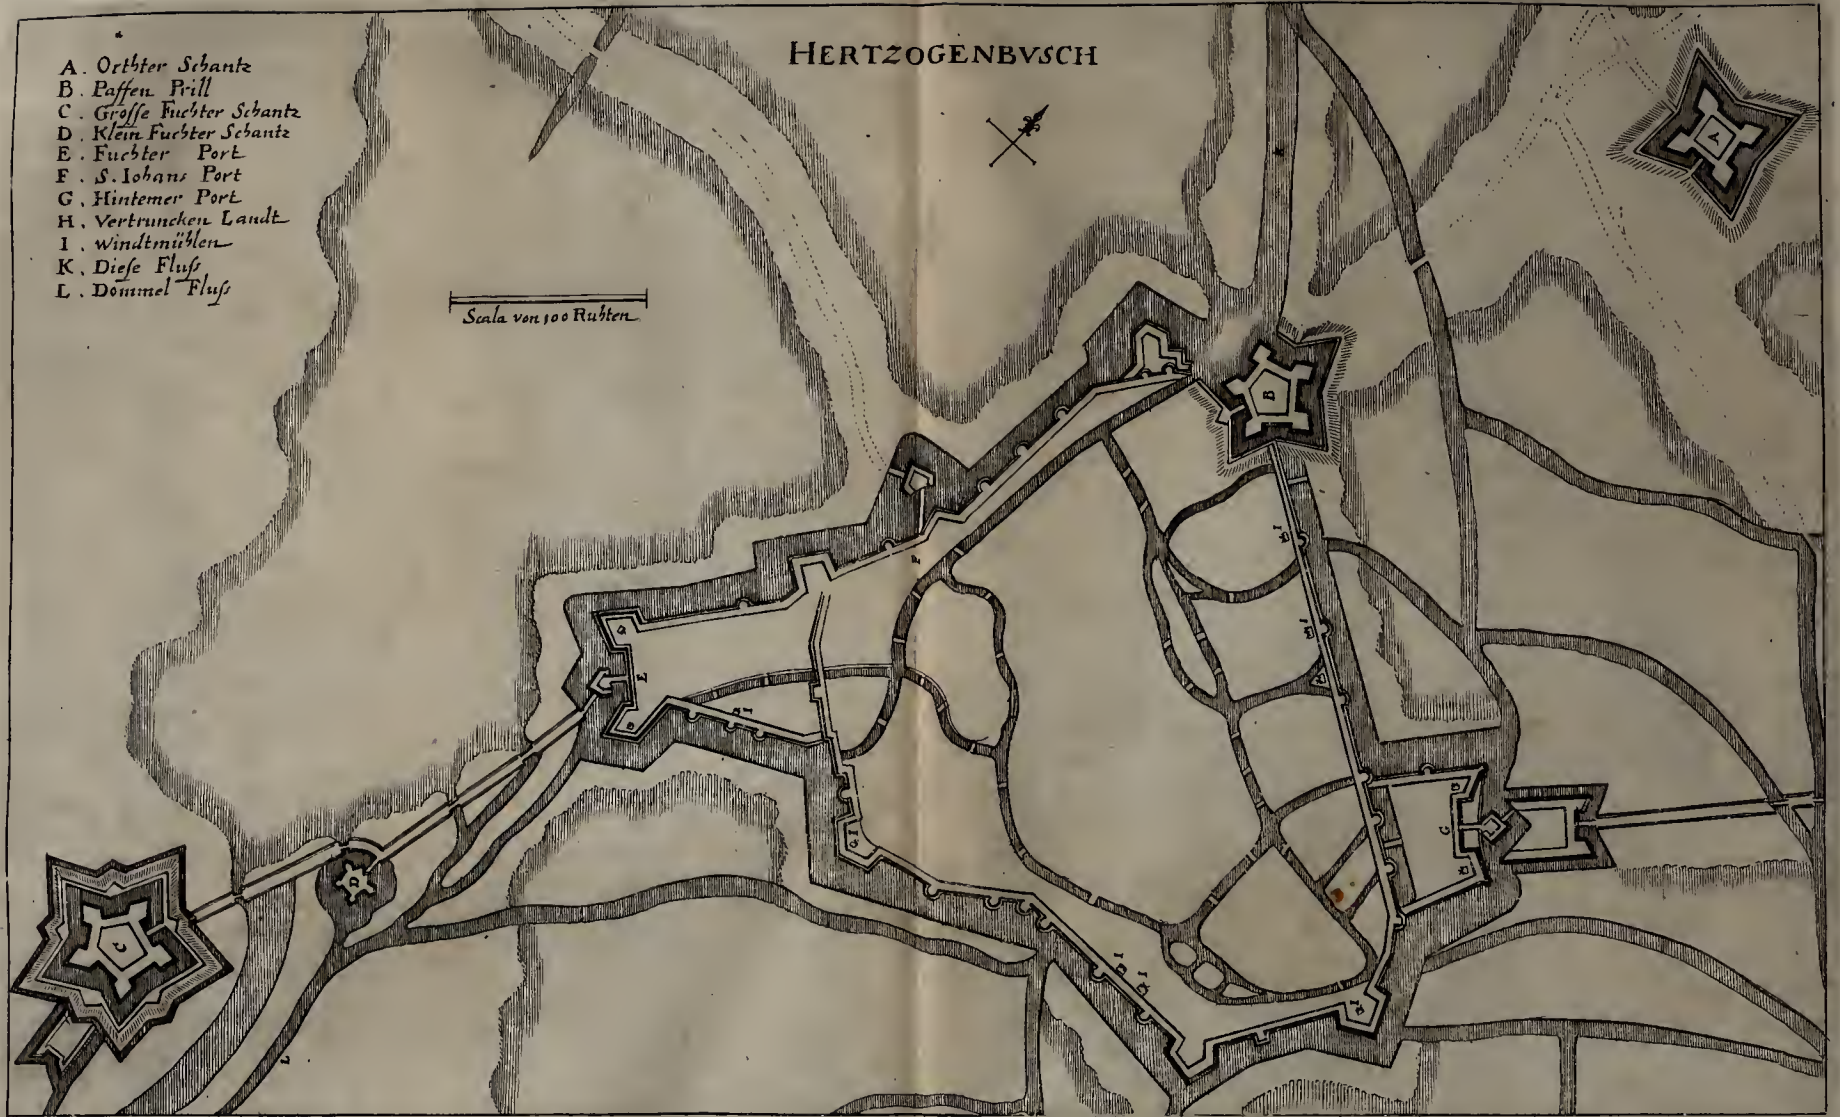 HERTZOGENBVSCH
A. Orthter Schantz
B. Paffen Prill
C. Grosse Fuchter Schantz
D. Klein Fuchter Schantz
E. Fuchter Port
F. S. Iohans Port
G. Hintemer Port
H. Vertruncken Landt
I. Windtmühlen
K. Diese Fluß
L. Dommel Fluß
Scala von 100 Ruhten
A
K
B
I
F
I
E
I
I
G
D
C
I
I
I
L